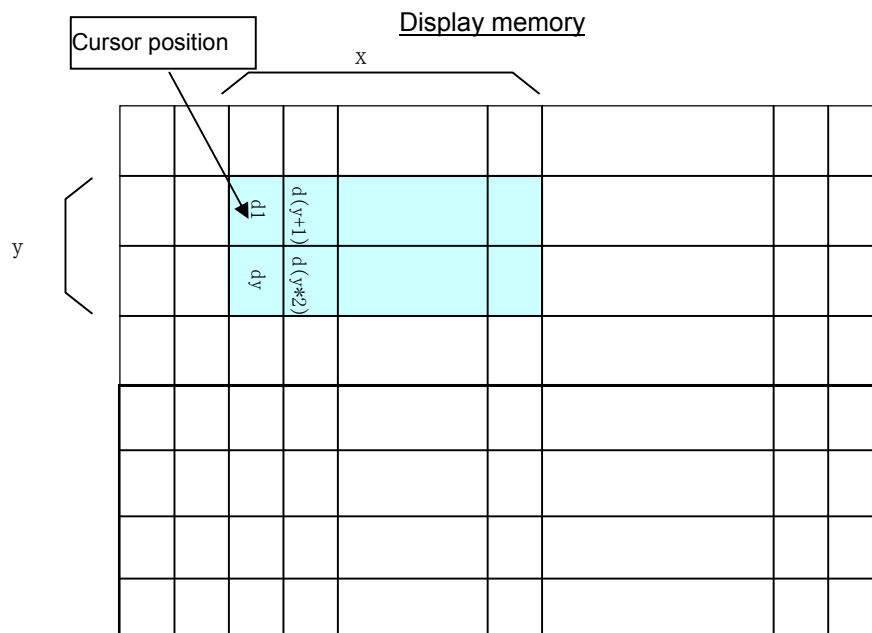 Display memory
Cursor position
x
y
d1
d(y+1)
dy
d(y*2)